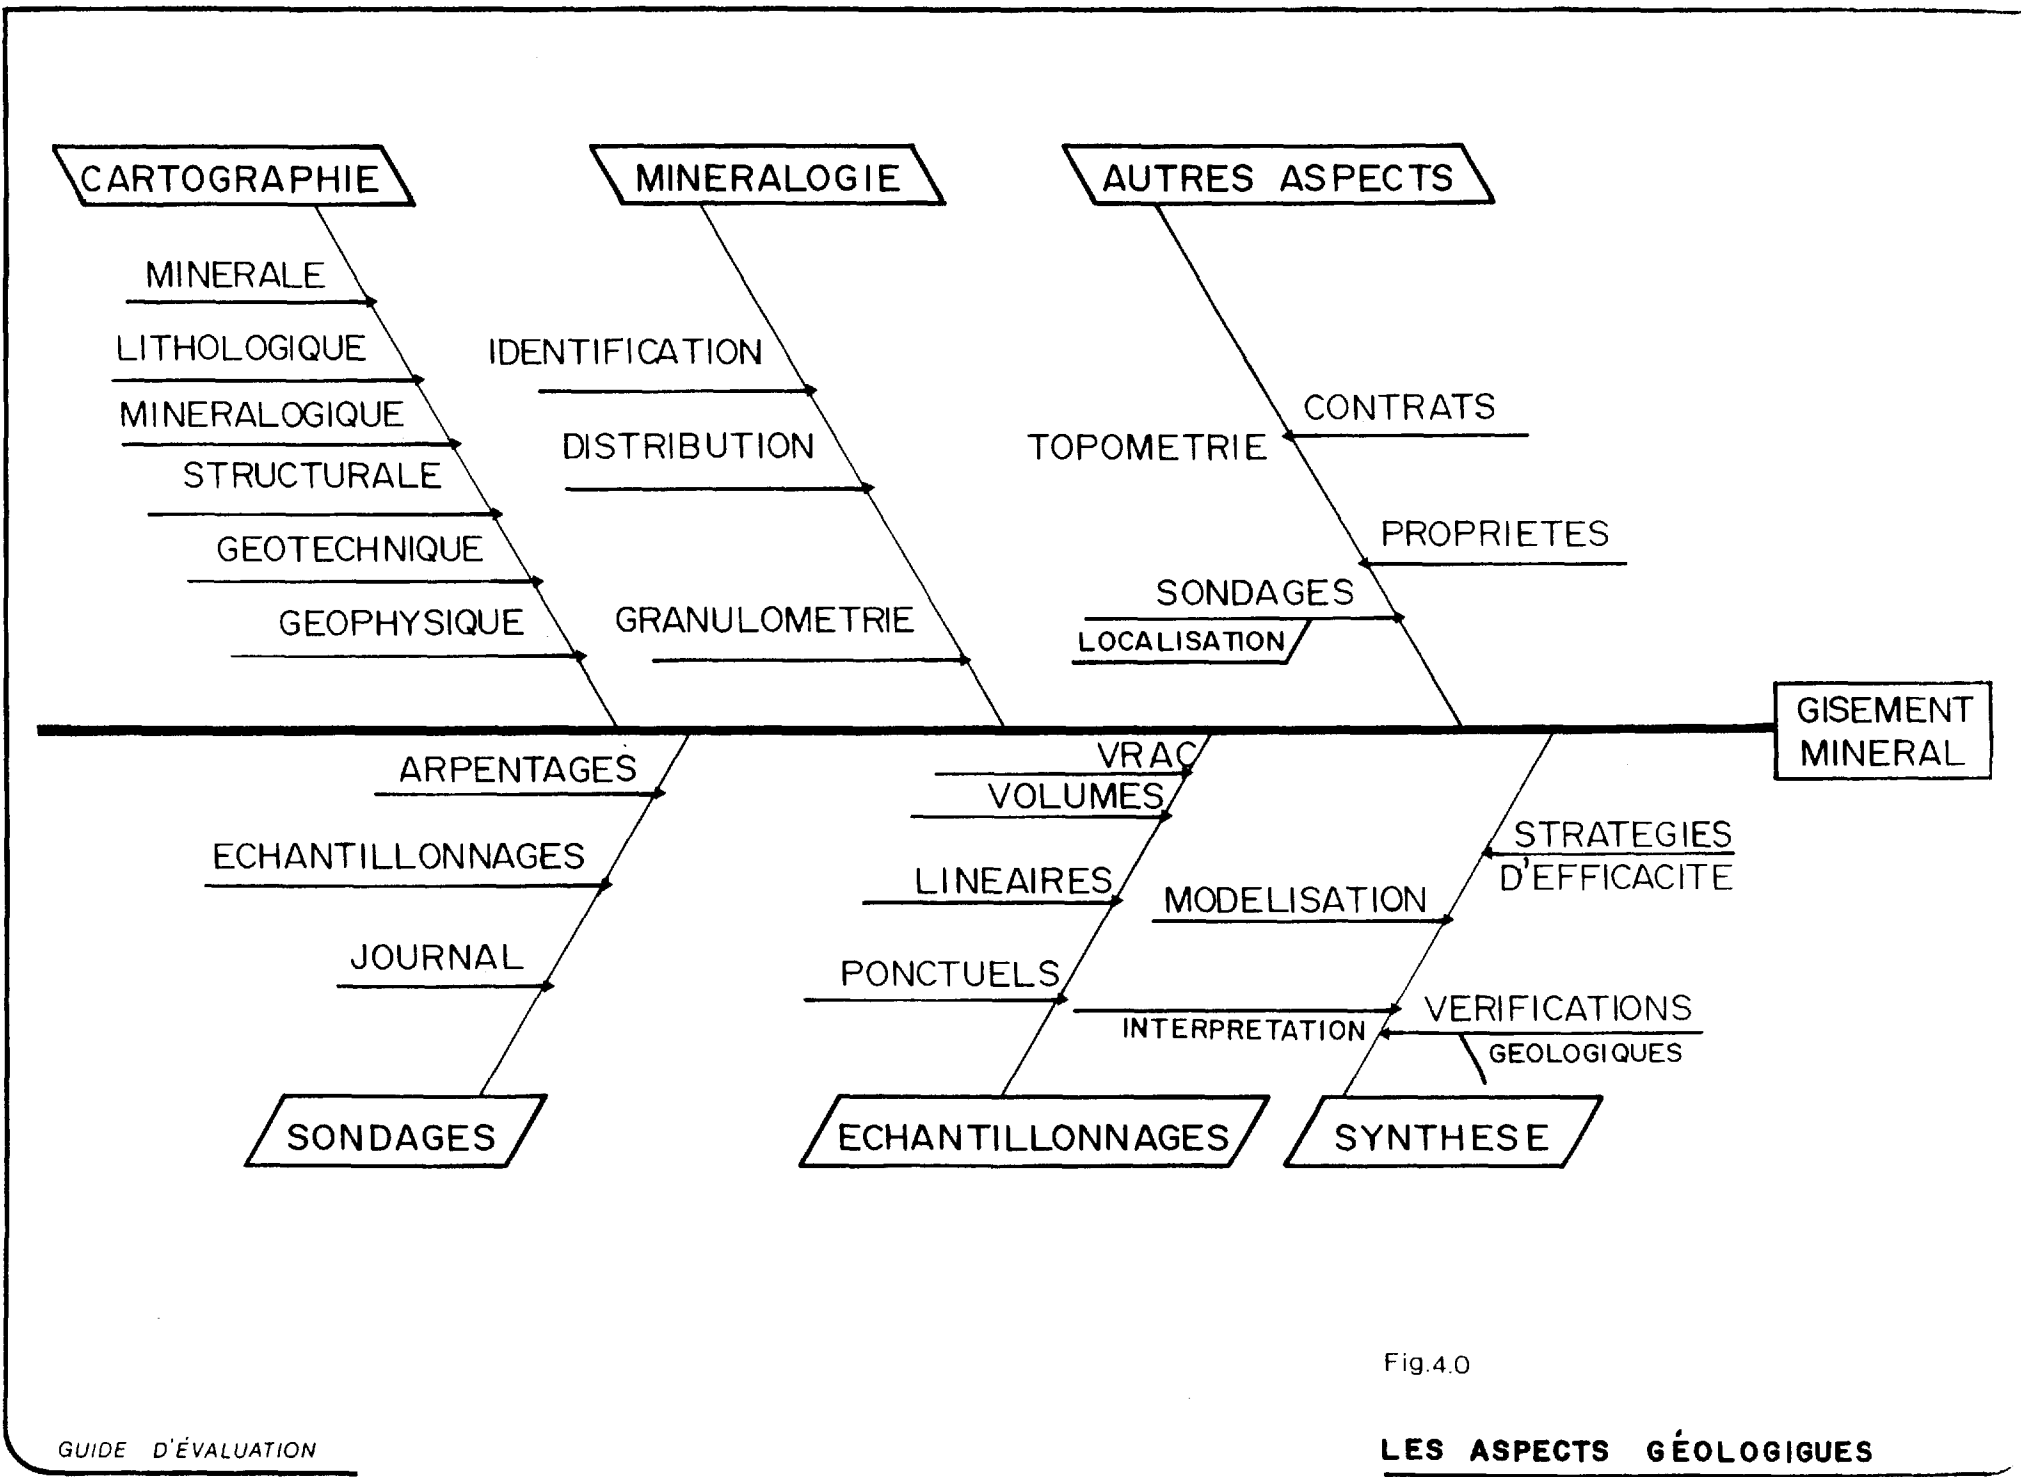 CARTOGRAPHIE
MINERALE
LITHOLOGIQUE
MINERALOGIQUE
STRUCTURALE
GEOTECHNIQUE
GEOPHYSIQUE
MINERALOGIE
IDENTIFICATION
DISTRIBUTION
GRANULOMETRIE
AUTRES ASPECTS
CONTRATS
TOPOMETRIE
PROPRIETES
SONDAGES
LOCALISATION
GISEMENT
MINERAL
ARPENTAGES
ECHANTILLONNAGES
JOURNAL
SONDAGES
VRAC
VOLUMES
LINEAIRES
PONCTUELS
ECHANTILLONNAGES
STRATEGIES
D'EFFICACITE
MODELISATION
INTERPRETATION
VERIFICATIONS
GEOLOGIQUES
SYNTHESE
Fig.4.0
GUIDE D'ÉVALUATION
LES ASPECTS GÉOLOGIGUES